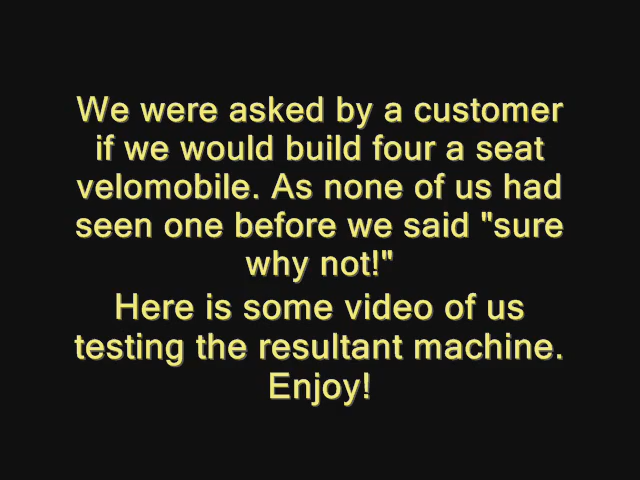 We were asked by a customer
if we would build four a seat
velomobile. As none of us had
seen one before we said "sure
why not!"
Here is some video of us
testing the resultant machine.
Enjoy!